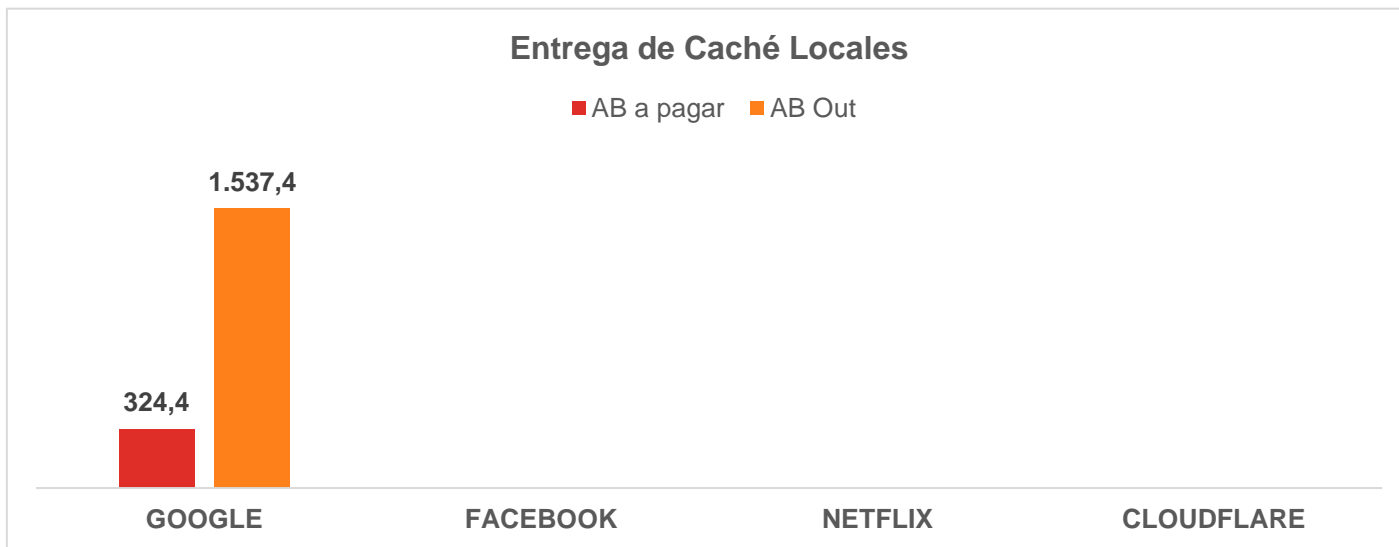 Entrega de Caché Locales
AB a pagar AB Out
1.537,4
324,4
GOOGLE FACEBOOK NETFLIX CLOUDFLARE